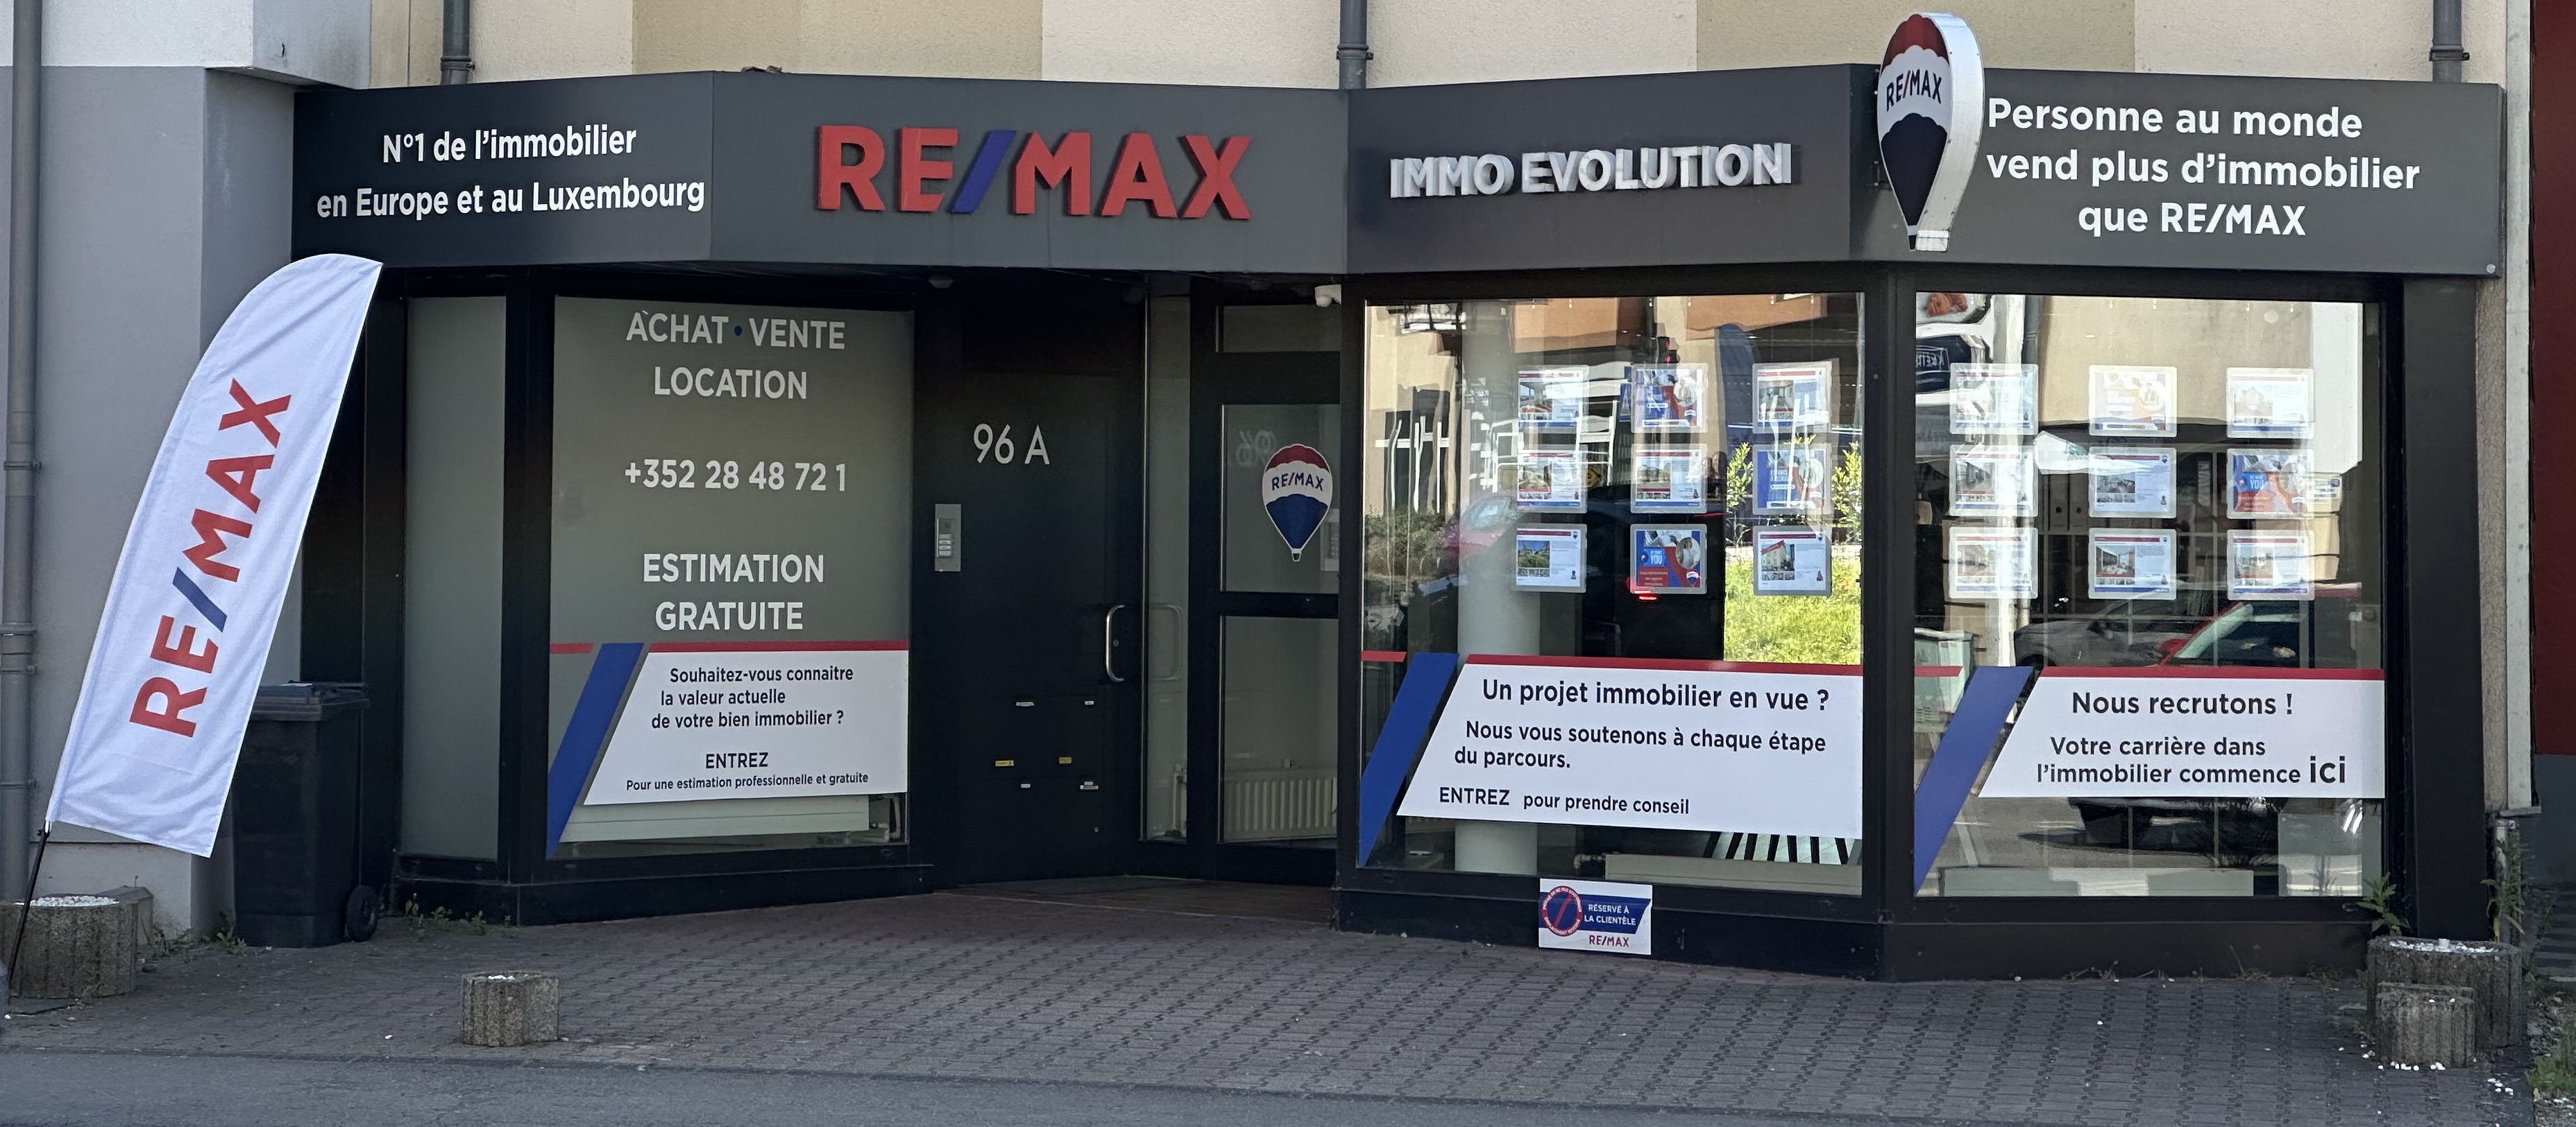 N°1 de l'immobilier
en Europe et au Luxembourg
RE/MAX
IMMO EVOLUTION
RE/MAX
Personne au monde
vend plus d'immobilier
que RE/MAX
RE/MAX
ACHAT · VENTE
LOCATION
+352 28 48 72 1
ESTIMATION
GRATUITE
Souhaitez-vous connaitre
la valeur actuelle
de votre bien immobilier ?
ENTREZ
Pour une estimation professionnelle et gratuite
96 A
RE/MAX
Un projet immobilier en vue ?
Nous vous soutenons à chaque étape
du parcours.
ENTREZ pour prendre conseil
Nous recrutons !
Votre carrière dans
l'immobilier commence ici
RÉSERVÉ À
LA CLIENTÈLE
RE/MAX